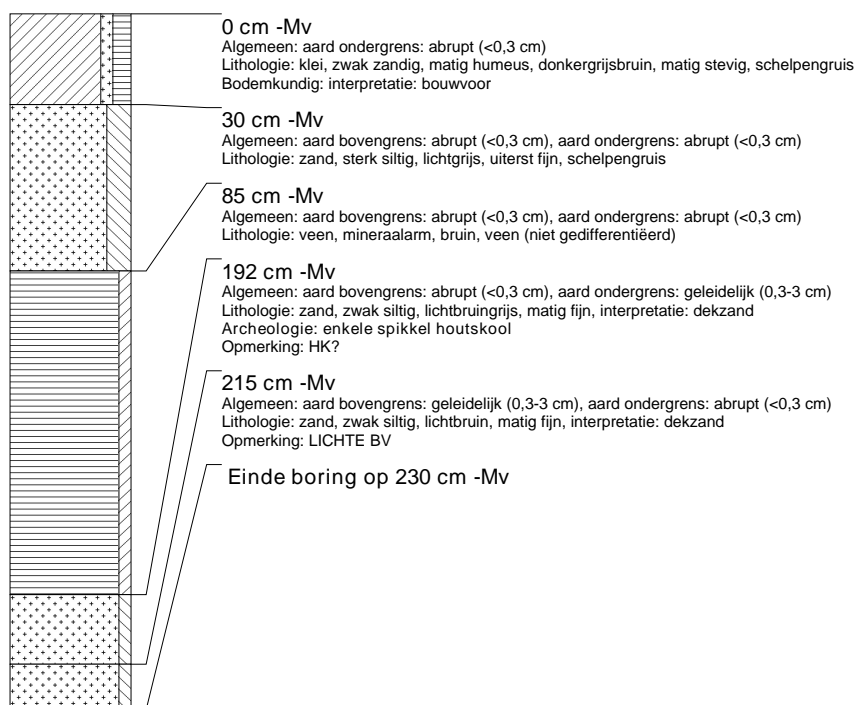 0 cm -Mv
Algemeen: aard ondergrens: abrupt (<0,3 cm)
Lithologie: klei, zwak zandig, matig humeus, donkergrijsbruin, matig stevig, schelpengruis
Bodemkundig: interpretatie: bouwvoor
30 cm -Mv
Algemeen: aard bovengrens: abrupt (<0,3 cm), aard ondergrens: abrupt (<0,3 cm)
Lithologie: zand, sterk siltig, lichtgrijs, uiterst fijn, schelpengruis
85 cm -Mv
Algemeen: aard bovengrens: abrupt (<0,3 cm), aard ondergrens: abrupt (<0,3 cm)
Lithologie: veen, mineraalarm, bruin, veen (niet gedifferentiëerd)
192 cm -Mv
Algemeen: aard bovengrens: abrupt (<0,3 cm), aard ondergrens: geleidelijk (0,3-3 cm)
Lithologie: zand, zwak siltig, lichtbruingrijs, matig fijn, interpretatie: dekzand
Archeologie: enkele spikkel houtskool
Opmerking: HK?
215 cm -Mv
Algemeen: aard bovengrens: geleidelijk (0,3-3 cm), aard ondergrens: abrupt (<0,3 cm)
Lithologie: zand, zwak siltig, lichtbruin, matig fijn, interpretatie: dekzand
Opmerking: LICHTE BV
Einde boring op 230 cm -Mv